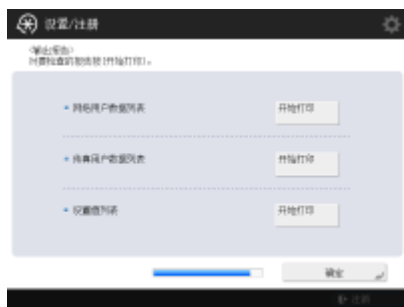 设置/注册
<输出报告>
对要检查的报告按[开始打印]。
网络用户数据列表
开始打印
传真用户数据列表
开始打印
设置值列表
开始打印
确定
注销